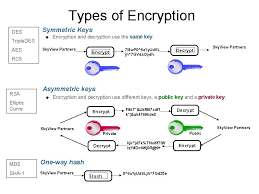 Types of Encryption
DES
TripleDES
AES
RC5
Symmetric Keys
Encryption and decryption use the same key.
SkyView Partners
Encrypt
Decrypt
SkyView Partners
RSA
Elliptic
Curve
Asymmetric keys
Encryption and decryption use different keys, a public key and a private key.
Encrypt
Decrypt
SkyView Partners
Private
Public
SkyView Partners
Decrypt
Encrypt
MD5
SHA-1
One-way hash
SkyView Partners
Hash